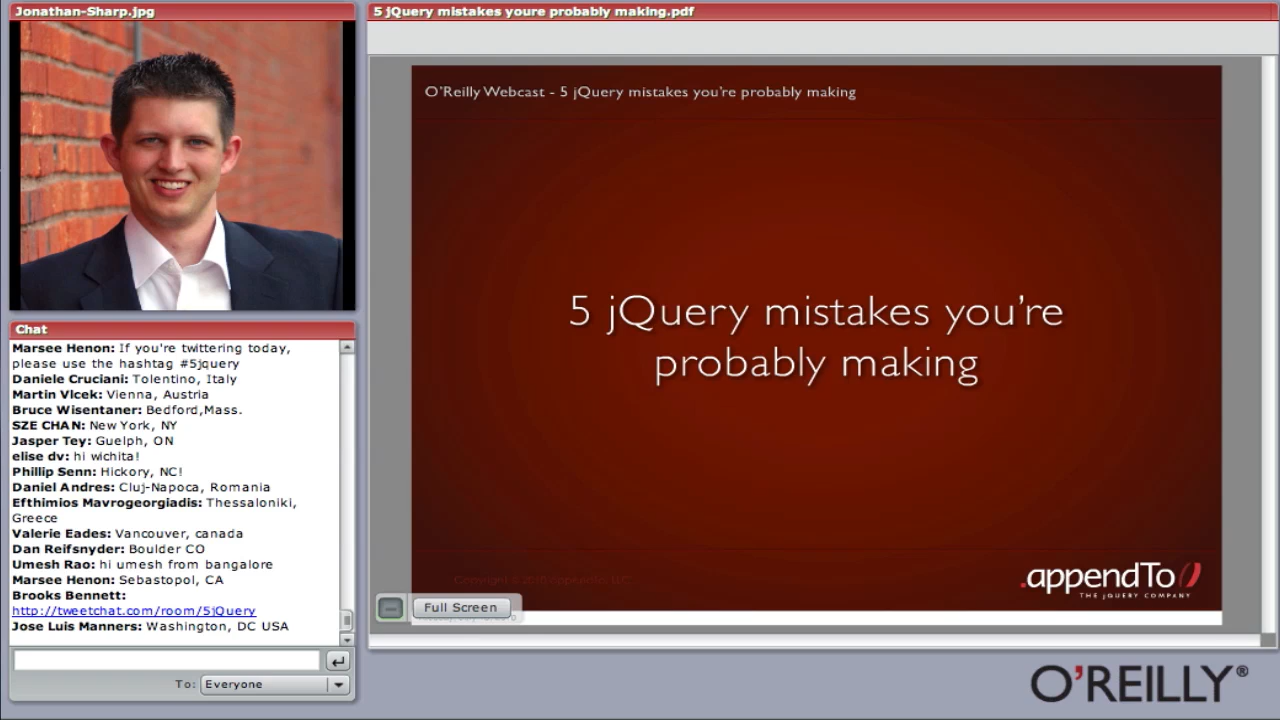 Jonathan-Sharp.jpg
Chat
Marsee Henon: If you're twittering today,
please use the hashtag #5jquery
Daniele Cruciani: Tolentino, Italy
Martin Vlcek: Vienna, Austria
Bruce Wisentaner: Bedford,Mass.
SZE CHAN: New York, NY
Jasper Tey: Guelph, ON
elise dv: hi wichita!
Phillip Senn: Hickory, NC!
Daniel Andres: Cluj-Napoca, Romania
Efthimios Mavrogeorgiadis: Thessaloniki,
Greece
Valerie Eades: Vancouver, canada
Dan Reifsnyder: Boulder CO
Umesh Rao: hi umesh from bangalore
Marsee Henon: Sebastopol, CA
Brooks Bennett:
http://tweetchat.com/room/5jQuery
Jose Luis Manners: Washington, DC USA
To: Everyone
5 jQuery mistakes youre probably making.pdf
O'Reilly Webcast - 5 jQuery mistakes you're probably making
5 jQuery mistakes you're
probably making
.appendTo()
THE jQUERY COMPANY™
Full Screen
O'REILLY®